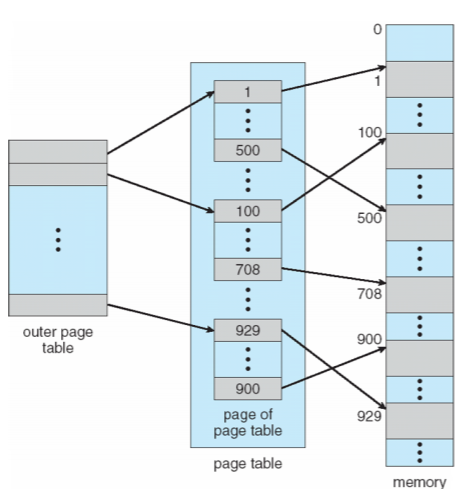 0
1
1
100
500
100
500
708
708
929
900
900
929
outer page
table
page of
page table
page table
memory